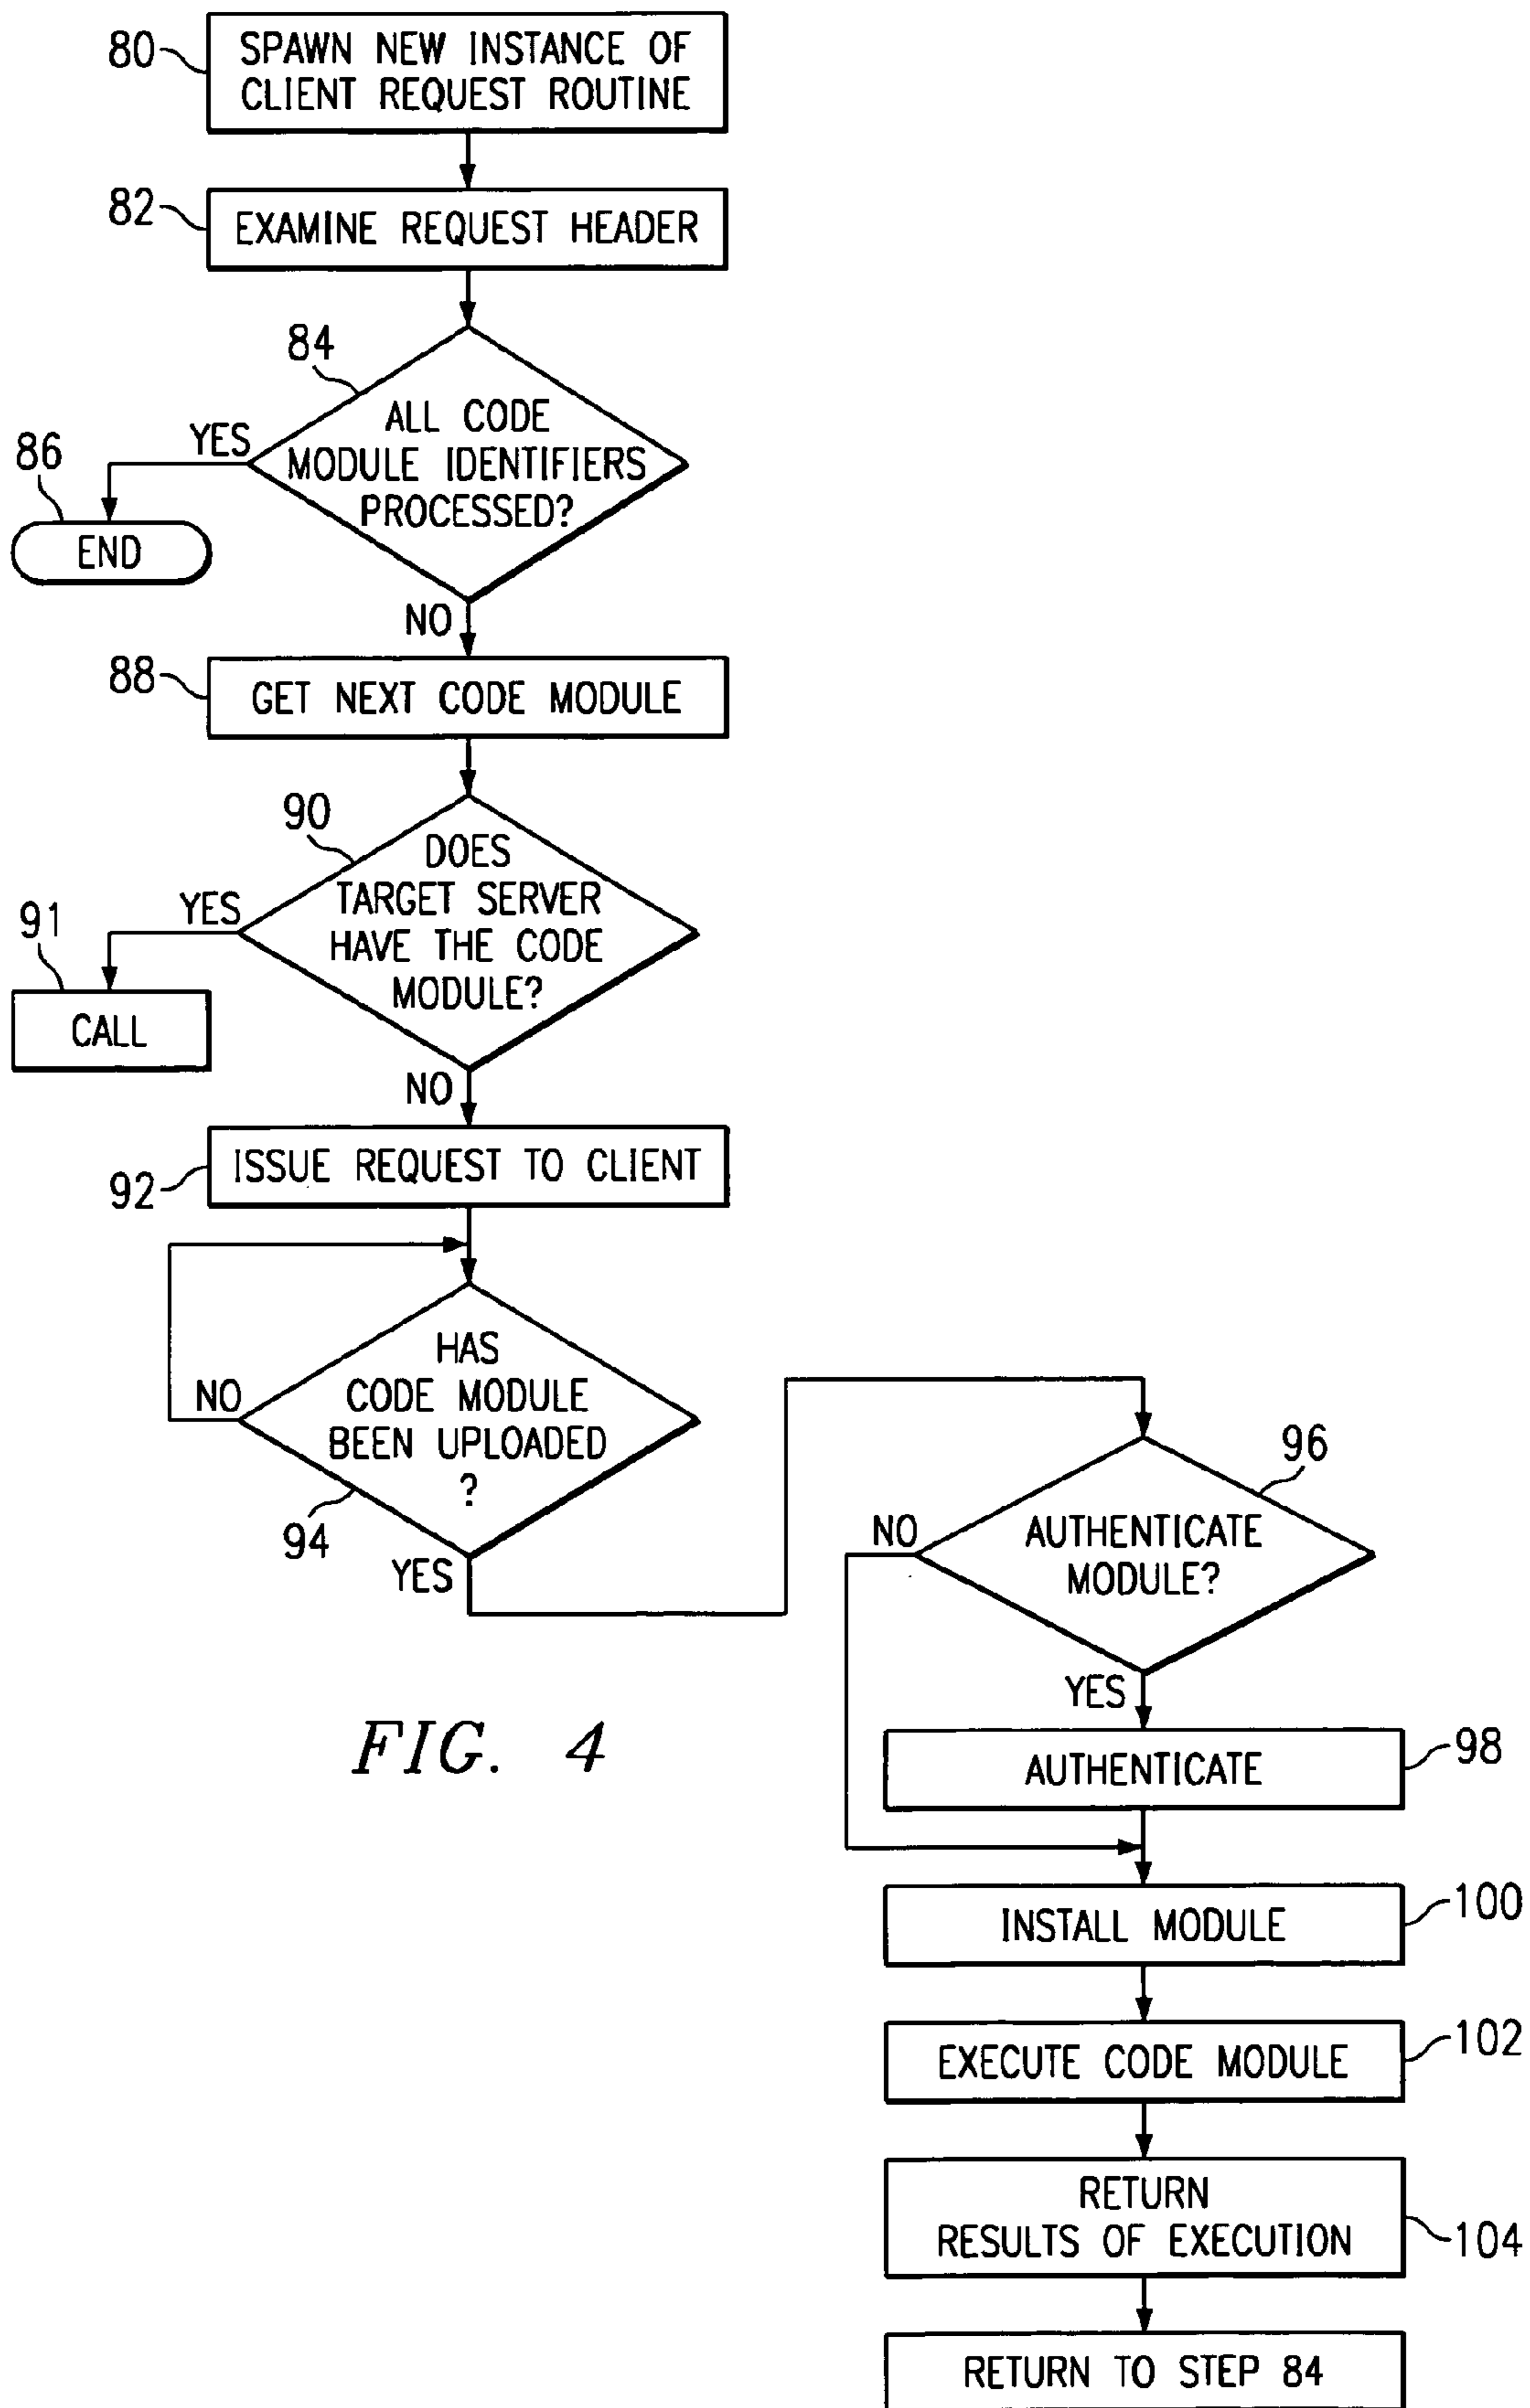 80
SPAWN NEW INSTANCE OF
CLIENT REQUEST ROUTINE
82
EXAMINE REQUEST HEADER
84
ALL CODE
MODULE IDENTIFIERS
PROCESSED?
YES
86
END
NO
88
GET NEXT CODE MODULE
90
DOES
TARGET SERVER
HAVE THE CODE
MODULE?
YES
91
CALL
NO
92
ISSUE REQUEST TO CLIENT
HAS
CODE MODULE
BEEN UPLOADED
?
NO
94
YES
96
AUTHENTICATE
MODULE?
NO
YES
98
AUTHENTICATE
100
INSTALL MODULE
102
EXECUTE CODE MODULE
RETURN
RESULTS OF EXECUTION
104
RETURN TO STEP 84
FIG. 4